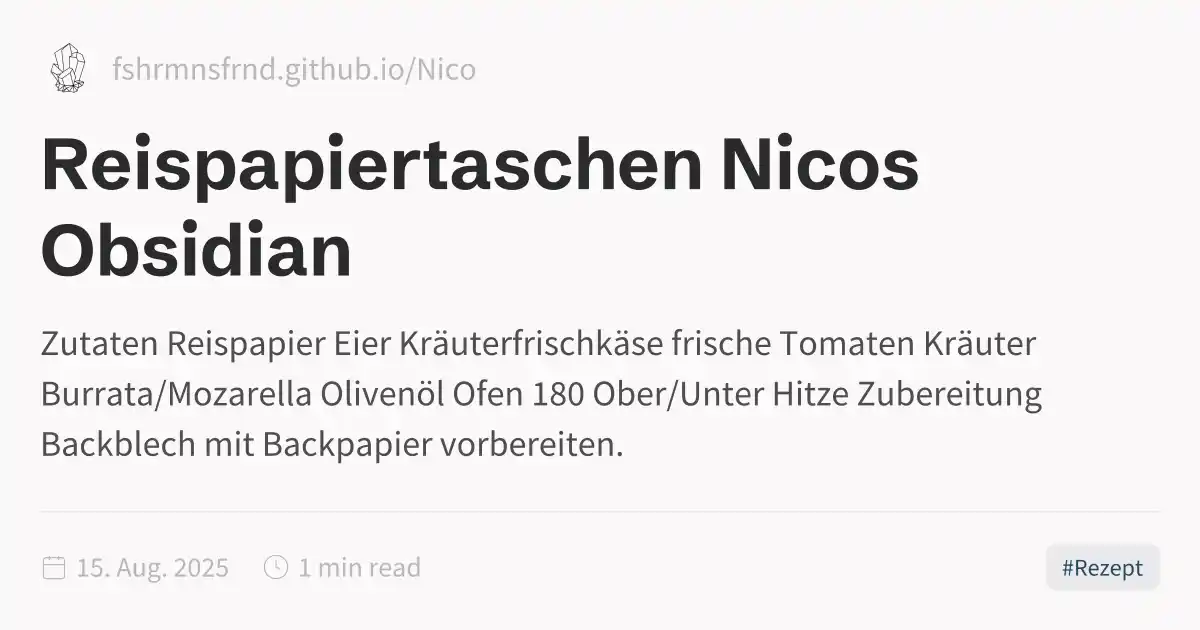 fshrmnsfrnd.github.io/Nico
Reispapiertaschen Nicos
Obsidian
Zutaten Reispapier Eier Kräuterfrischkäse frische Tomaten Kräuter
Burrata/Mozarella Olivenöl Ofen 180 Ober/Unter Hitze Zubereitung
Backblech mit Backpapier vorbereiten.
15. Aug. 2025 1 min read #Rezept